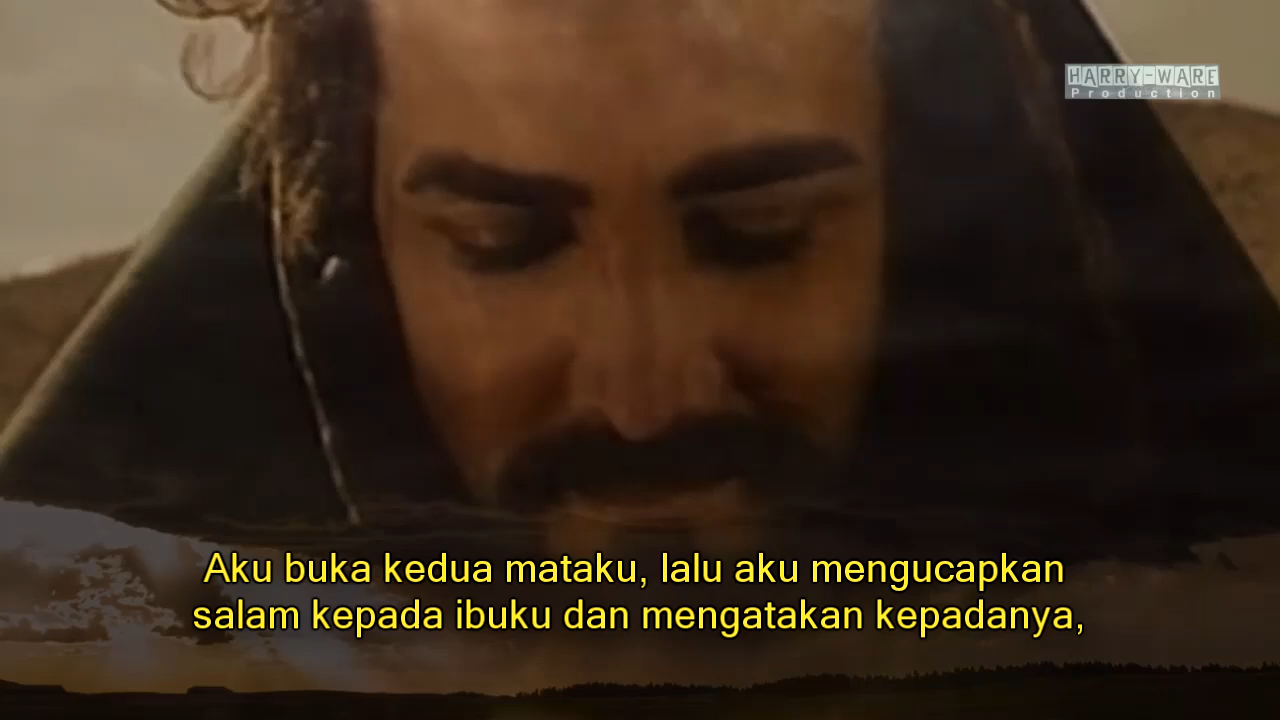 HARRY-WARE
Production
Aku buka kedua mataku, lalu aku mengucapkan
salam kepada ibuku dan mengatakan kepadanya,